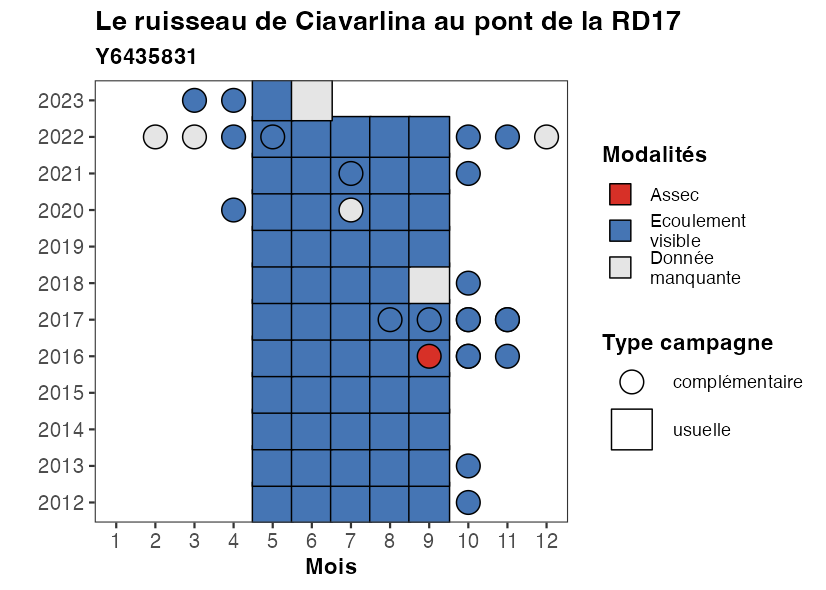 Le ruisseau de Ciavarlina au pont de la RD17
Y6435831
2023
2022
2021
2020
2019
2018
2017
2016
2015
2014
2013
2012
1 2 3 4 5 6 7 8 9 10 11 12
Mois
Modalités
Assec
Ecoulement
visible
Donnée
manquante
Type campagne
complémentaire
usuelle